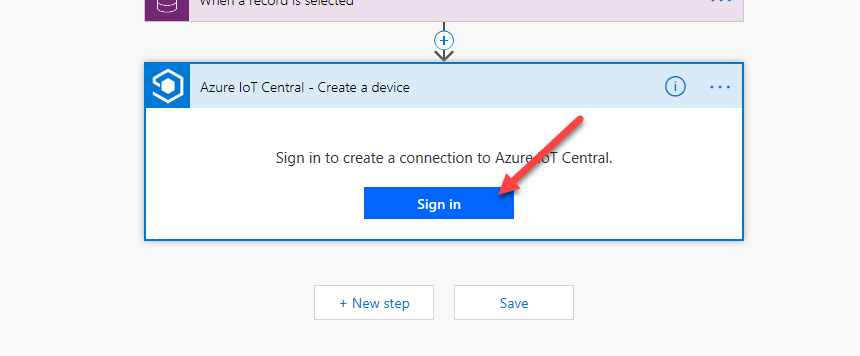 When a record is selected
Azure IoT Central - Create a device
Sign in to create a connection to Azure IoT Central.
Sign in
+ New step
Save